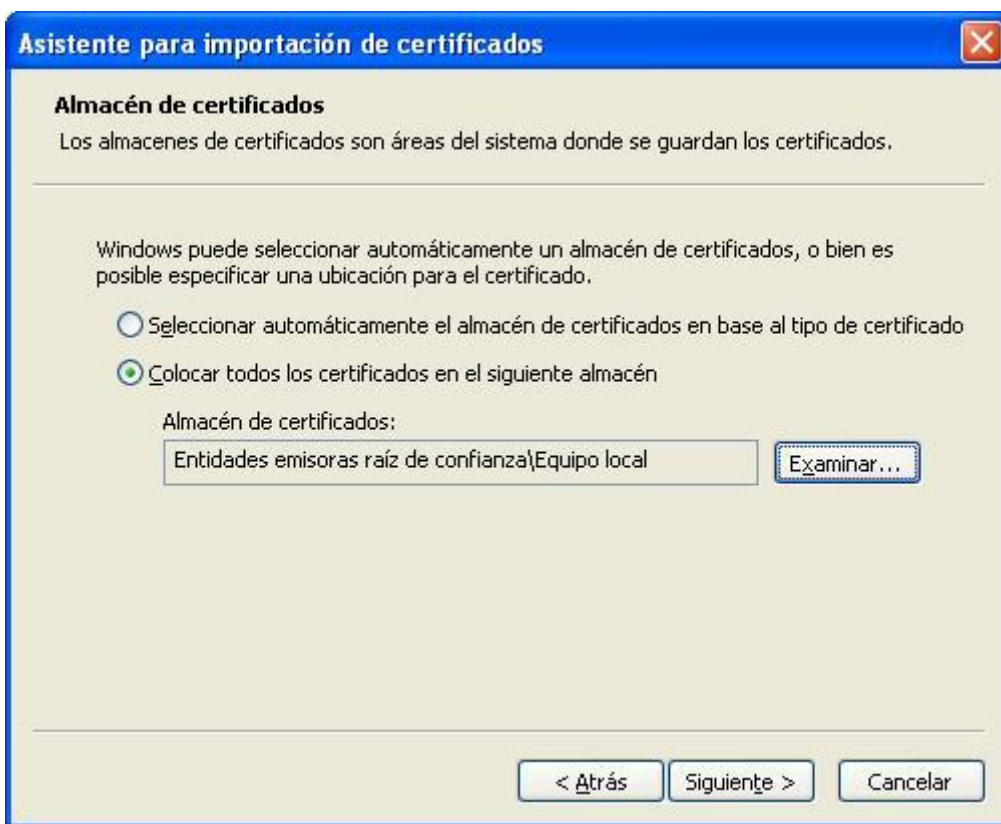 Asistente para importación de certificados
Almacén de certificados
Los almacenes de certificados son áreas del sistema donde se guardan los certificados.
Windows puede seleccionar automáticamente un almacén de certificados, o bien es
posible especificar una ubicación para el certificado.
Seleccionar automáticamente el almacén de certificados en base al tipo de certificado
Colocar todos los certificados en el siguiente almacén
Almacén de certificados:
Entidades emisoras raíz de confianza\Equipo local
Examinar...
< Atrás
Siguiente >
Cancelar